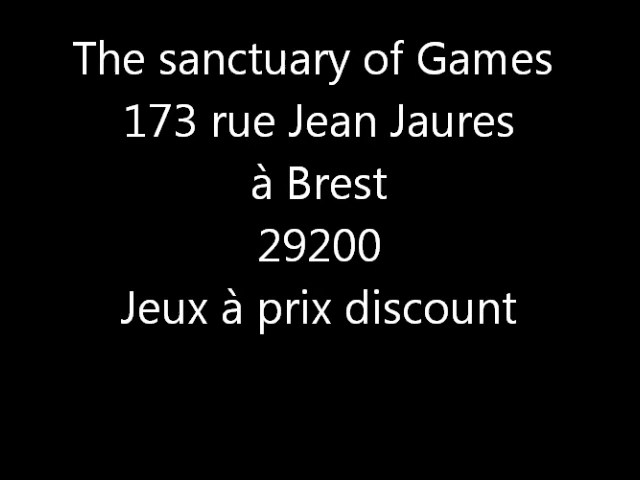 The sanctuary of Games
173 rue Jean Jaures
à Brest
29200
Jeux à prix discount